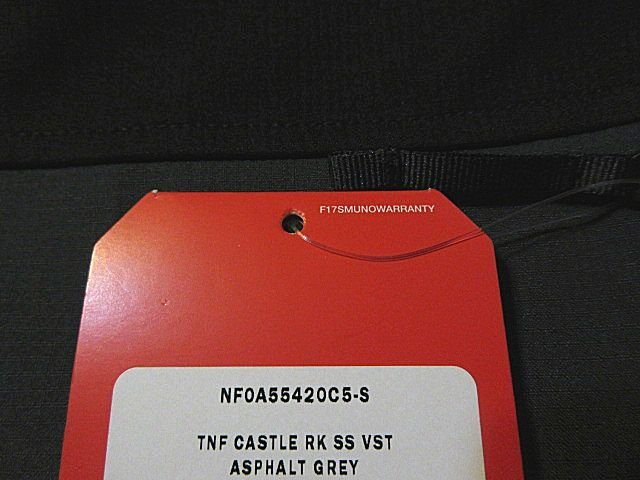 F17SMUNOWARRANTY
NF0A55420C5-S
TNF CASTLE RK SS VST
ASPHALT GREY